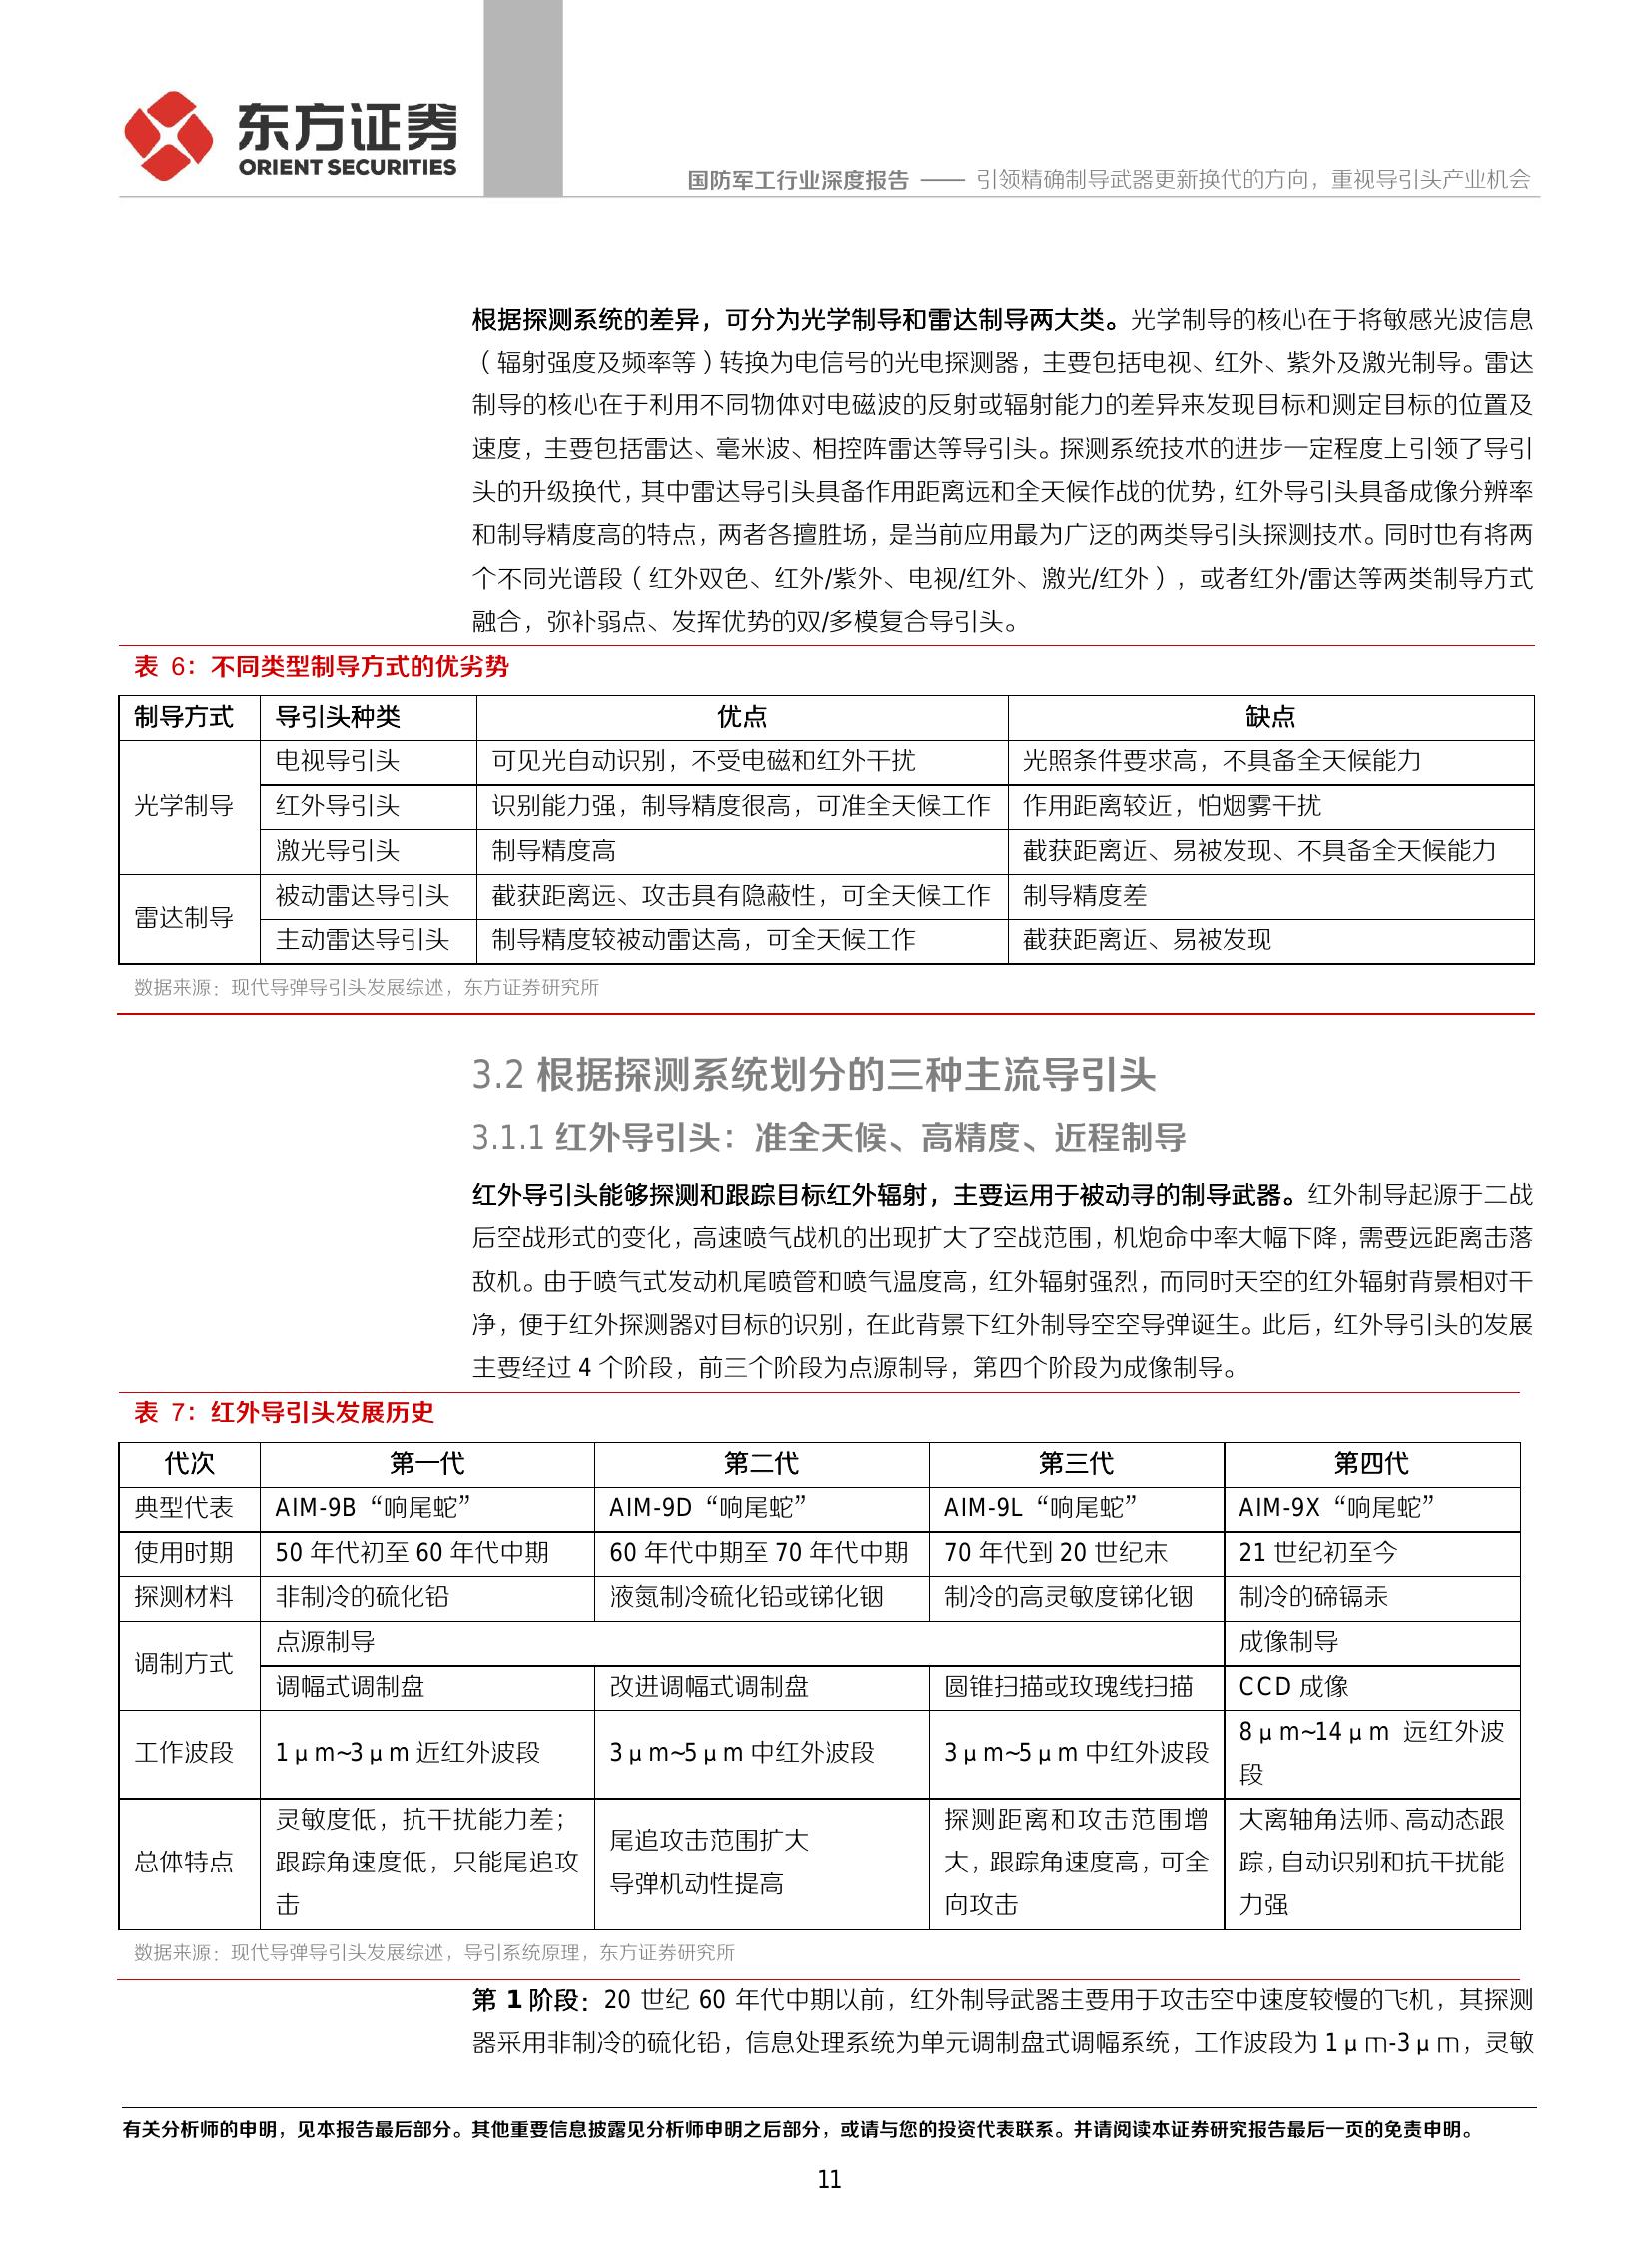 东方证券
ORIENT SECURITIES
国防军工行业深度报告 —— 引领精确制导武器更新换代的方向，重视导引头产业机会
根据探测系统的差异，可分为光学制导和雷达制导两大类。光学制导的核心在于将敏感光波信息
（辐射强度及频率等）转换为电信号的光电探测器，主要包括电视、红外、紫外及激光制导。雷达
制导的核心在于利用不同物体对电磁波的反射或辐射能力的差异来发现目标和测定目标的位置及
速度，主要包括雷达、毫米波、相控阵雷达等导引头。探测系统技术的进步一定程度上引领了导引
头的升级换代，其中雷达导引头具备作用距离远和全天候作战的优势，红外导引头具备成像分辨率
和制导精度高的特点，两者各擅胜场，是当前应用最为广泛的两类导引头探测技术。同时也有将两
个不同光谱段（红外双色、红外/紫外、电视/红外、激光/红外），或者红外/雷达等两类制导方式
融合，弥补弱点、发挥优势的双/多模复合导引头。
表 6：不同类型制导方式的优劣势
制导方式 导引头种类 优点 缺点
光学制导 电视导引头 可见光自动识别，不受电磁和红外干扰 光照条件要求高，不具备全天候能力
红外导引头 识别能力强，制导精度很高，可准全天候工作 作用距离较近，怕烟雾干扰
激光导引头 制导精度高 截获距离近、易被发现、不具备全天候能力
雷达制导 被动雷达导引头 截获距离远、攻击具有隐蔽性，可全天候工作 制导精度差
主动雷达导引头 制导精度较被动雷达高，可全天候工作 截获距离近、易被发现
数据来源：现代导弹导引头发展综述，东方证券研究所
3.2 根据探测系统划分的三种主流导引头
3.1.1 红外导引头：准全天候、高精度、近程制导
红外导引头能够探测和跟踪目标红外辐射，主要运用于被动寻的制导武器。红外制导起源于二战
后空战形式的变化，高速喷气战机的出现扩大了空战范围，机炮命中率大幅下降，需要远距离击落
敌机。由于喷气式发动机尾喷管和喷气温度高，红外辐射强烈，而同时天空的红外辐射背景相对干
净，便于红外探测器对目标的识别，在此背景下红外制导空空导弹诞生。此后，红外导引头的发展
主要经过 4 个阶段，前三个阶段为点源制导，第四个阶段为成像制导。
表 7：红外导引头发展历史
代次 第一代 第二代 第三代 第四代
典型代表 AIM-9B“响尾蛇” AIM-9D“响尾蛇” AIM-9L“响尾蛇” AIM-9X“响尾蛇”
使用时期 50 年代初至 60 年代中期 60 年代中期至 70 年代中期 70 年代到 20 世纪末 21 世纪初至今
探测材料 非制冷的硫化铅 液氮制冷硫化铅或锑化铟 制冷的高灵敏度锑化铟 制冷的碲镉汞
调制方式 点源制导 成像制导
调幅式调制盘 改进调幅式调制盘 圆锥扫描或玫瑰线扫描 CCD 成像
工作波段 1μm~3μm 近红外波段 3μm~5μm 中红外波段 3μm~5μm 中红外波段 8μm~14μm 远红外波
段
总体特点 灵敏度低，抗干扰能力差；
跟踪角速度低，只能尾追攻
击
尾追攻击范围扩大
导弹机动性提高
探测距离和攻击范围增
大，跟踪角速度高，可全
向攻击
大离轴角法师、高动态跟
踪，自动识别和抗干扰能
力强
数据来源：现代导弹导引头发展综述，导引系统原理，东方证券研究所
第 1 阶段：20 世纪 60 年代中期以前，红外制导武器主要用于攻击空中速度较慢的飞机，其探测
器采用非制冷的硫化铅，信息处理系统为单元调制盘式调幅系统，工作波段为 1μm-3μm，灵敏
有关分析师的申明，见本报告最后部分。其他重要信息披露见分析师申明之后部分，或请与您的投资代表联系。并请阅读本证券研究报告最后一页的免责申明。
11